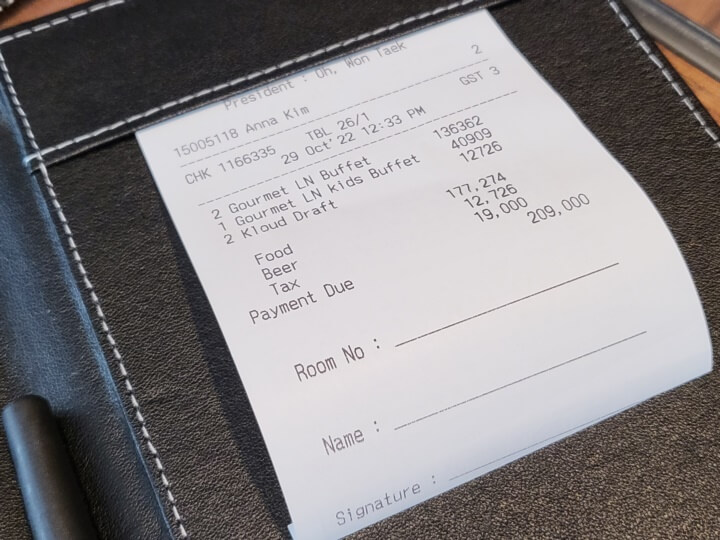 President : Oh, Won Taek
2
15005118 Anna Kim
CHK 1166335 TBL 26/1 GST 3
29 Oct'22 12:33 PM
2 Gourmet LN Buffet 136362
1 Gourmet LN kids Buffet 40909
2 Kloud Draft 12726
Food 177,274
Beer 12,726
Tax 19,000
Payment Due 209,000
Room No :
Name :
Signature :